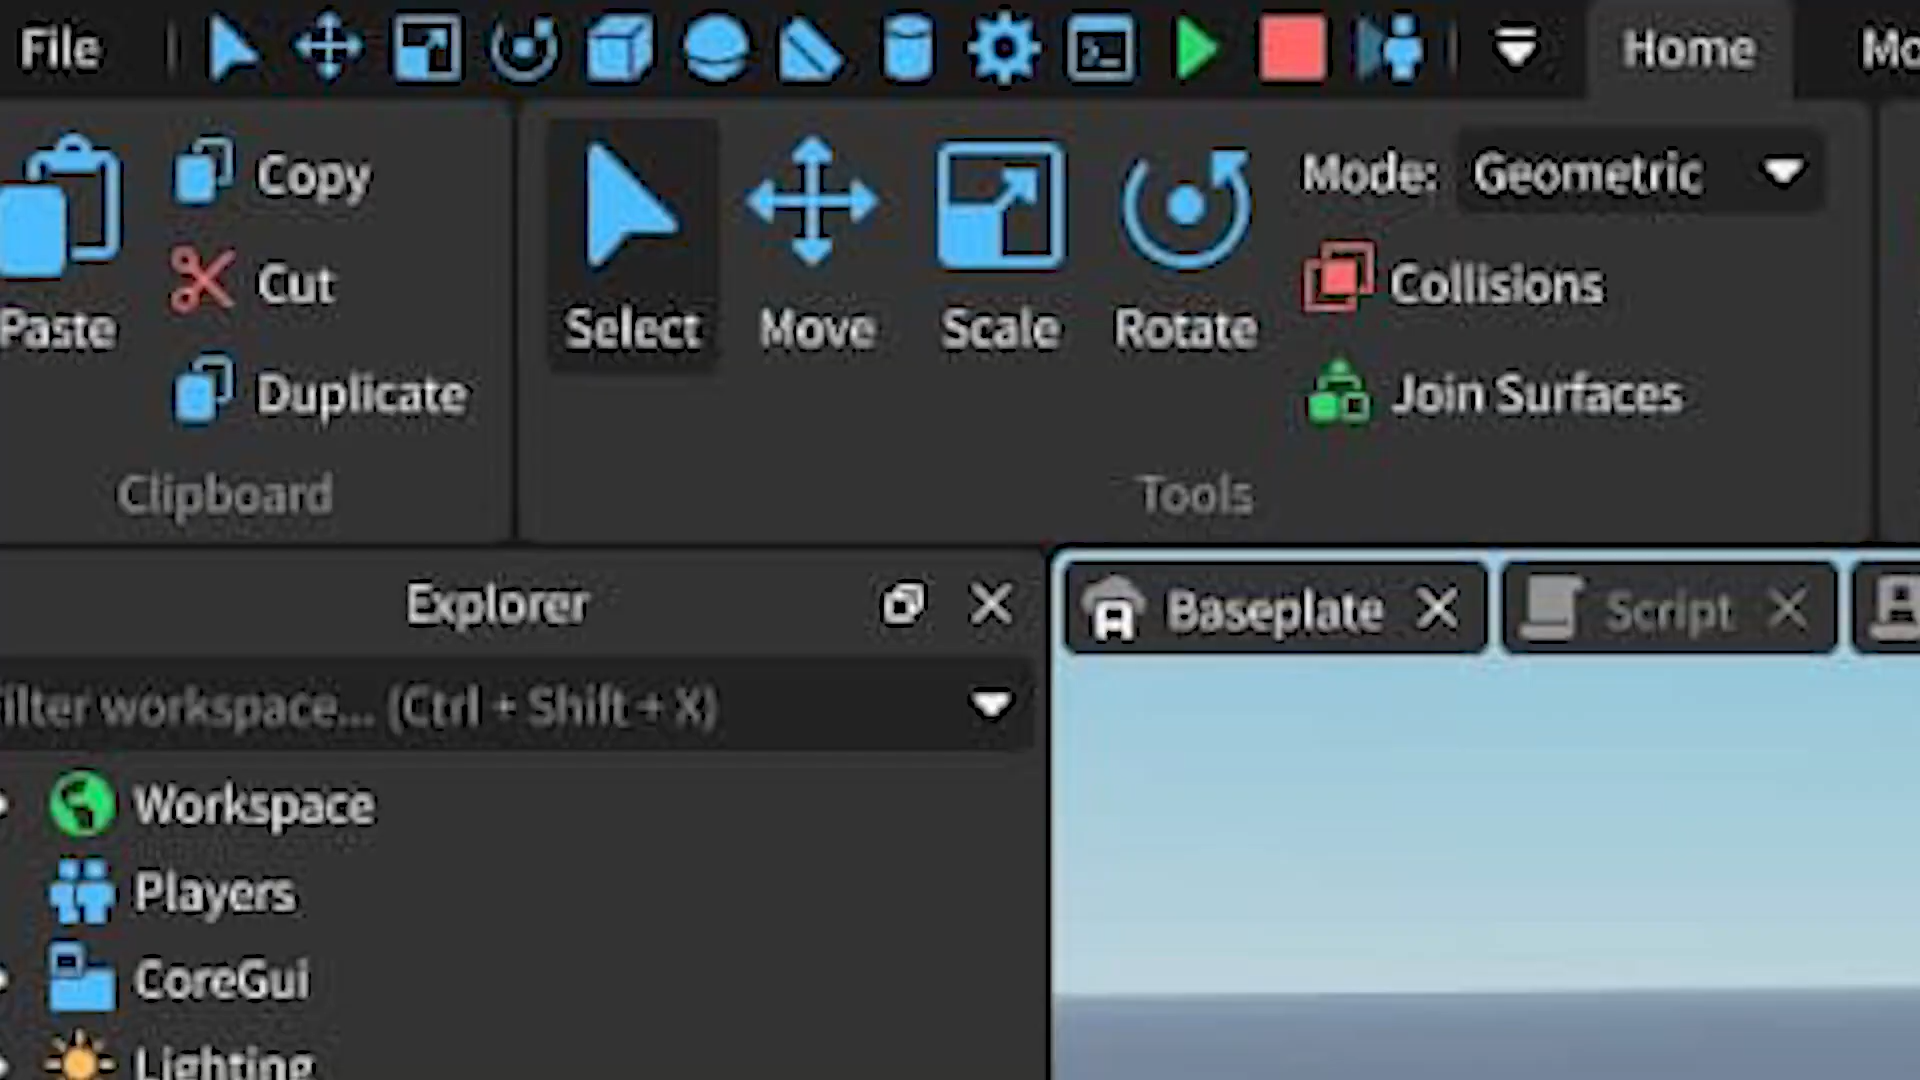 File
Home
Mo
Paste
Copy
Cut
Duplicate
Clipboard
Select
Move
Scale
Rotate
Mode: Geometric
Collisions
Join Surfaces
Tools
Explorer
ilter workspace... (Ctrl + Shift + X)
Workspace
Players
CoreGui
Lighting
Baseplate
Script